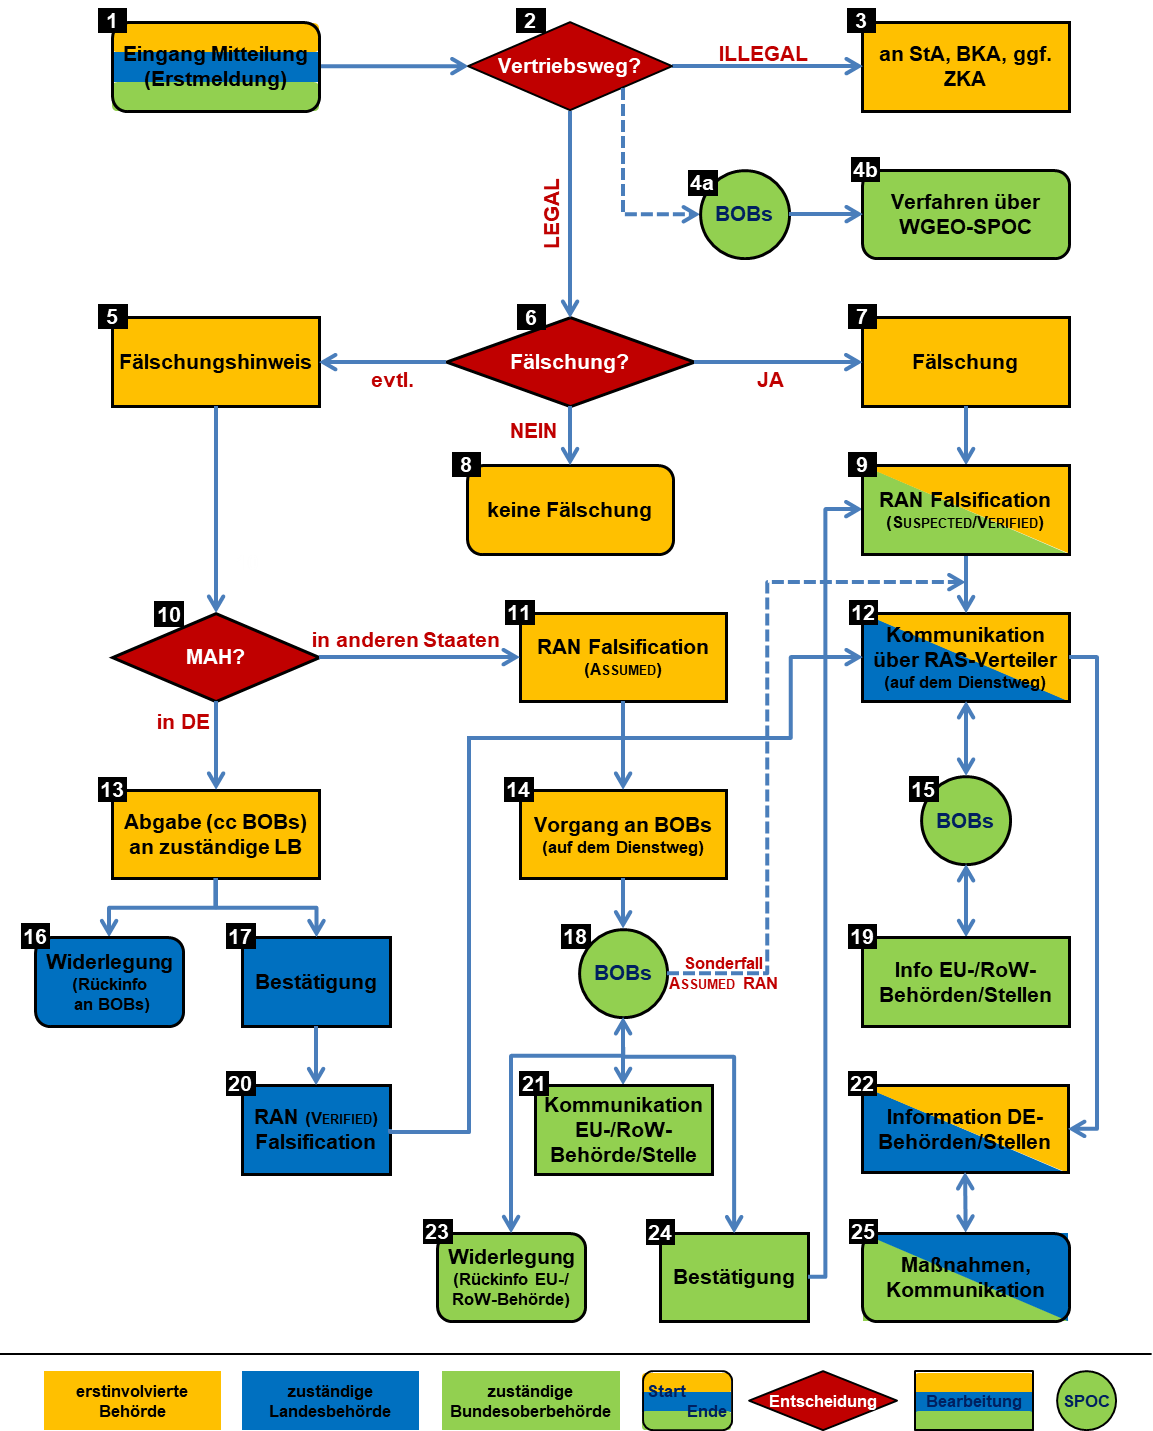 1
Eingang Mitteilung
(Erstmeldung)
2
Vertriebsweg?
ILLEGAL
3
an StA, BKA, ggf.
ZKA
LEGAL
4a
BOBs
4b
Verfahren über
WGEO-SPOC
5
Fälschungshinweis
evtl.
6
Fälschung?
JA
7
Fälschung
NEIN
8
keine Fälschung
9
RAN Falsification
(SUSPECTED/VERIFIED)
10
MAH?
in anderen Staaten
in DE
11
RAN Falsification
(ASSUMED)
12
Kommunikation
über RAS-Verteiler
(auf dem Dienstweg)
13
Abgabe (cc BOBs)
an zuständige LB
14
Vorgang an BOBs
(auf dem Dienstweg)
15
BOBs
16
Widerlegung
(Rückinfo
an BOBs)
17
Bestätigung
18
BOBs
Sonderfall
ASSUMED RAN
19
Info EU-/RoW-
Behörden/Stellen
20
RAN (VERIFIED)
Falsification
21
Kommunikation
EU-/RoW-
Behörde/Stelle
22
Information DE-
Behörden/Stellen
23
Widerlegung
(Rückinfo EU-/
RoW-Behörde)
24
Bestätigung
25
Maßnahmen,
Kommunikation
erstinvolvierte
Behörde
zuständige
Landesbehörde
zuständige
Bundesoberbehörde
Start
Ende
Entscheidung
Bearbeitung
SPOC